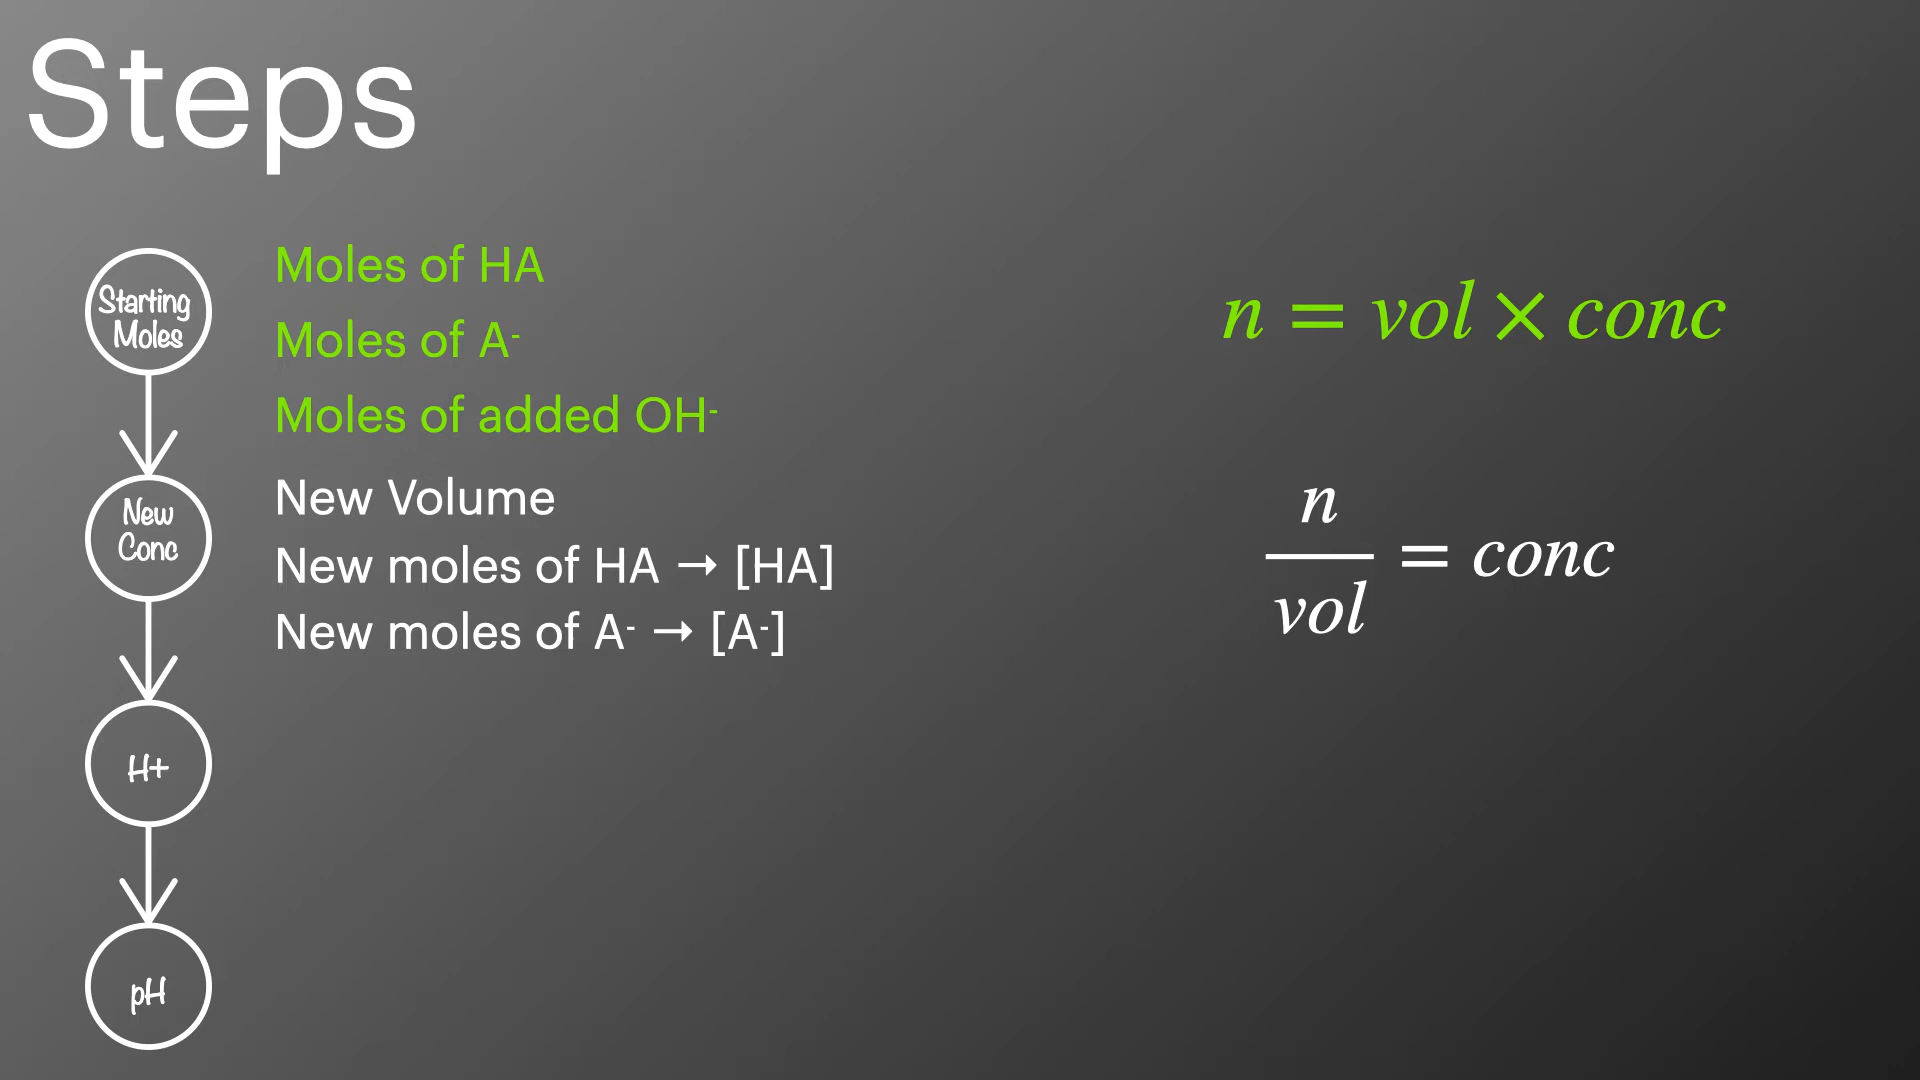 Steps
Starting
Moles
Moles of HA
Moles of A⁻
Moles of added OH⁻
n = vol × conc
New
Conc
New Volume
New moles of HA → [HA]
New moles of A⁻ → [A⁻]
n
vol
= conc
H+
pH